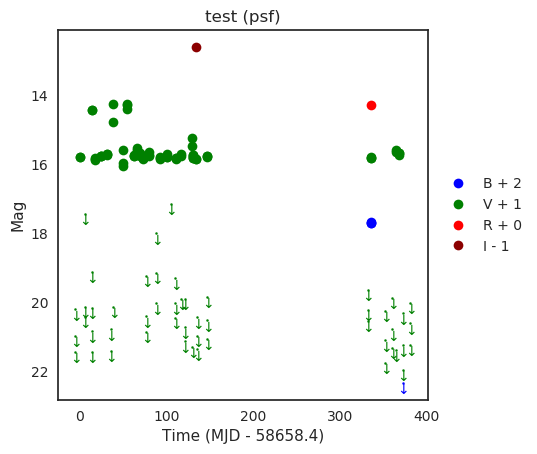 test (psf)
Mag
14
16
18
20
22
0
100
200
300
400
Time (MJD - 58658.4)
B + 2
V + 1
R + 0
I - 1